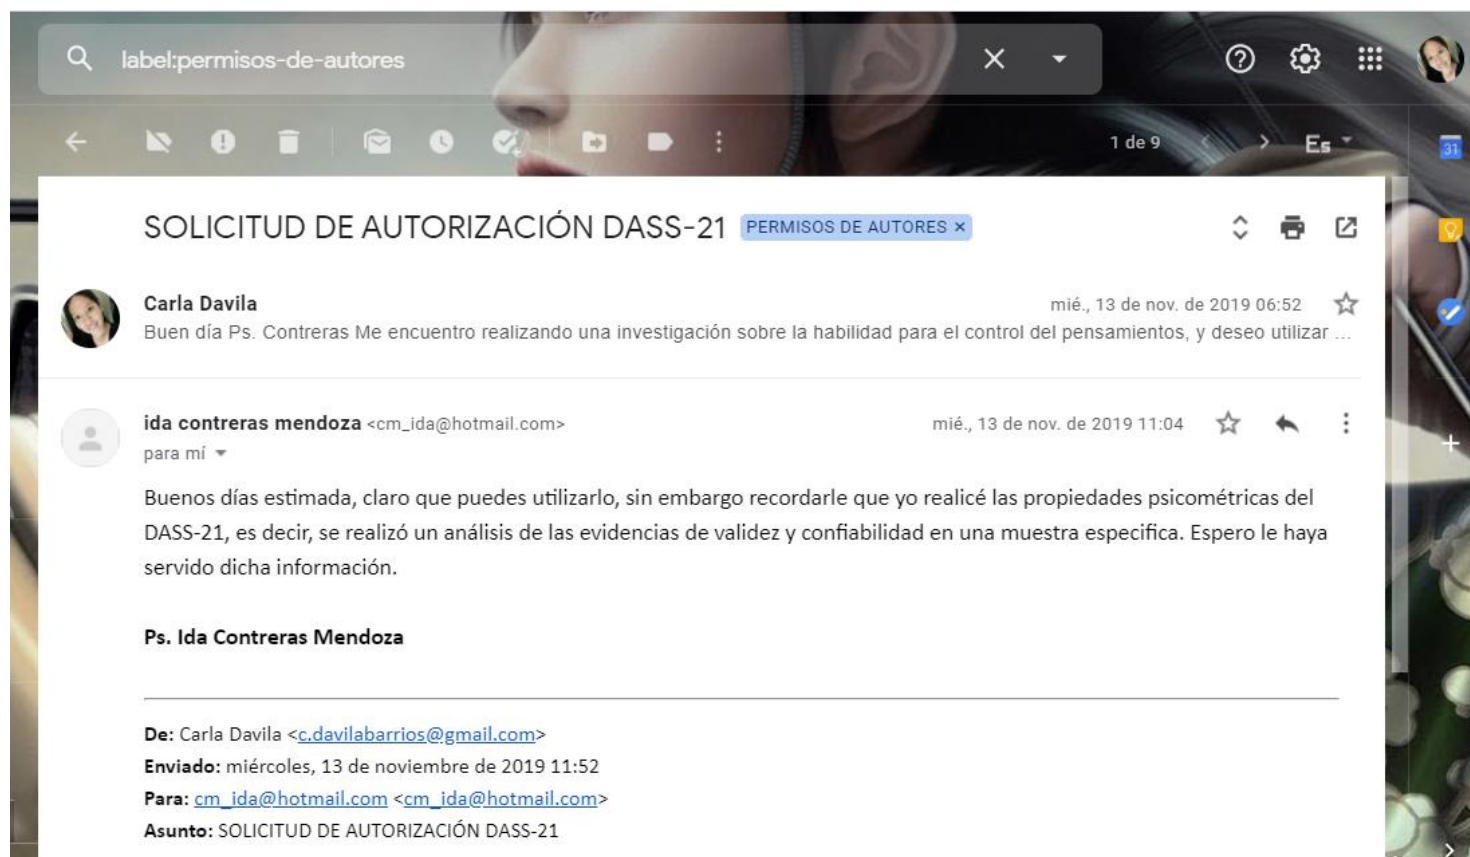 label:permisos-de-autores
1 de 9
Es
31
SOLICITUD DE AUTORIZACIÓN DASS-21 PERMISOS DE AUTORES ×
Carla Davila mié., 13 de nov. de 2019 06:52
Buen día Ps. Contreras Me encuentro realizando una investigación sobre la habilidad para el control del pensamientos, y deseo utilizar ...
ida contreras mendoza <cm_ida@hotmail.com> mié., 13 de nov. de 2019 11:04
para mí
Buenos días estimada, claro que puedes utilizarlo, sin embargo recordarle que yo realicé las propiedades psicométricas del
DASS-21, es decir, se realizó un análisis de las evidencias de validez y confiabilidad en una muestra especifica. Espero le haya
servido dicha información.
Ps. Ida Contreras Mendoza
De: Carla Davila <c.davilabarrios@gmail.com>
Enviado: miércoles, 13 de noviembre de 2019 11:52
Para: cm_ida@hotmail.com <cm_ida@hotmail.com>
Asunto: SOLICITUD DE AUTORIZACIÓN DASS-21